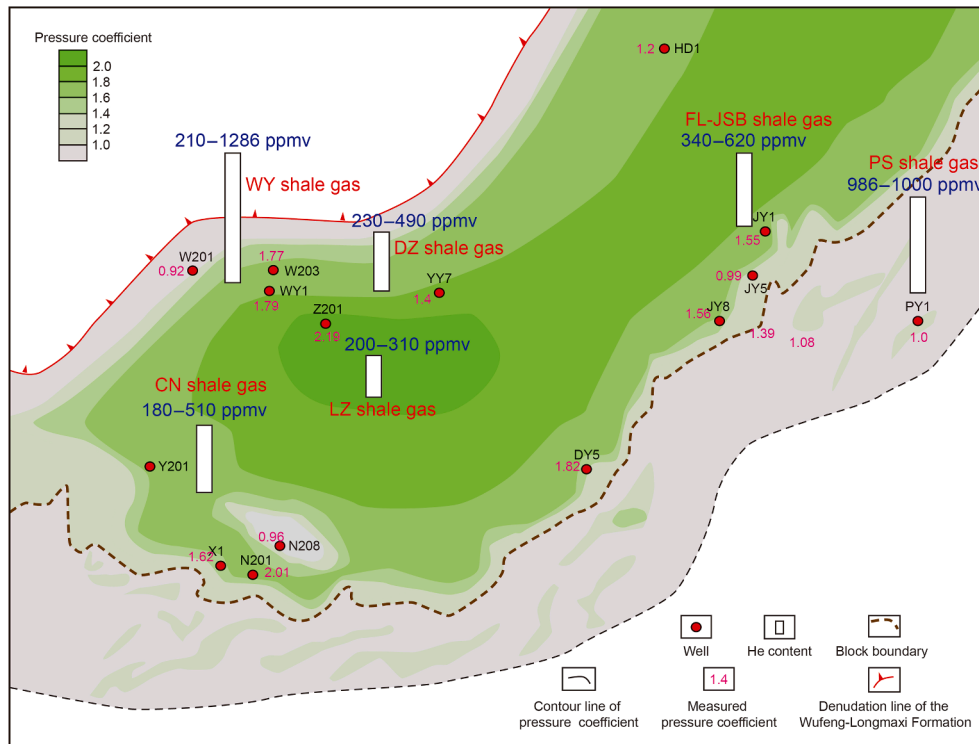 Pressure coefficient
2.0
1.8
1.6
1.4
1.2
1.0
1.2 HD1
210–1286 ppmv
WY shale gas
FL-JSB shale gas
340–620 ppmv
PS shale gas
986–1000 ppmv
230–490 ppmv
DZ shale gas
JY1
1.55
W201
0.92
1.77
W203
WY1
1.79
YY7
1.4
0.99
JY5
Z201
2.19
JY8
1.56
1.39
1.08
PY1
1.0
200–310 ppmv
LZ shale gas
CN shale gas
180–510 ppmv
Y201
DY5
1.82
0.96
N208
X1
1.62
N201
2.01
Well
He content
Block boundary
1.4
Contour line of
pressure coefficient
Measured
pressure coefficient
Denudation line of the
Wufeng-Longmaxi Formation